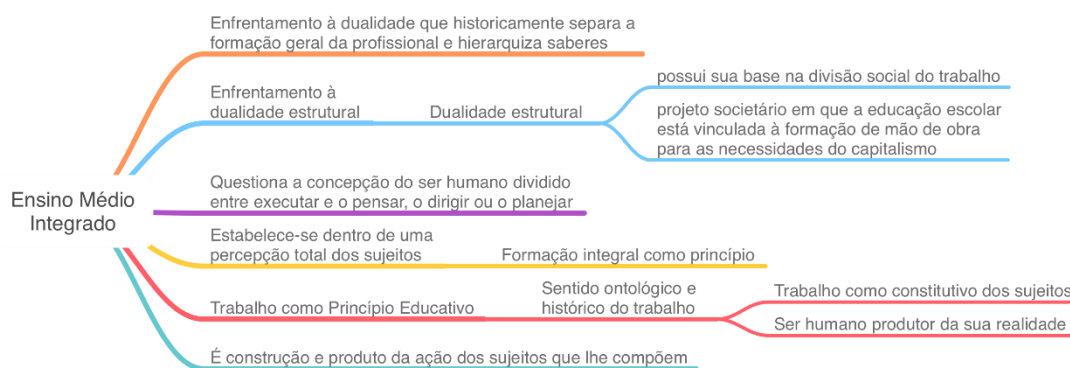 Enfrentamento à dualidade que historicamente separa a
formação geral da profissional e hierarquiza saberes
Enfrentamento à
dualidade estrutural
Dualidade estrutural
possui sua base na divisão social do trabalho
projeto societário em que a educação escolar
está vinculada à formação de mão de obra
para as necessidades do capitalismo
Ensino Médio
Integrado
Questiona a concepção do ser humano dividido
entre executar e o pensar, o dirigir ou o planejar
Estabelece-se dentro de uma
percepção total dos sujeitos
Formação integral como princípio
Trabalho como Princípio Educativo
Sentido ontológico e
histórico do trabalho
Trabalho como constitutivo dos sujeitos
Ser humano produtor da sua realidade
É construção e produto da ação dos sujeitos que lhe compõem